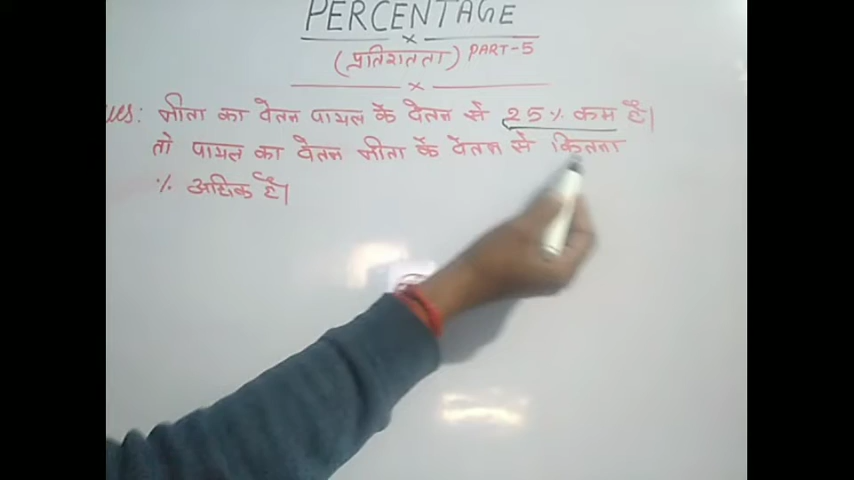 PERCENTAGE
(प्रतिशतता) PART-5
ues: गीता का वेतन पायल के वेतन से 25% कम है।
तो पायल का वेतन गीता के वेतन से कितना
% अधिक है।